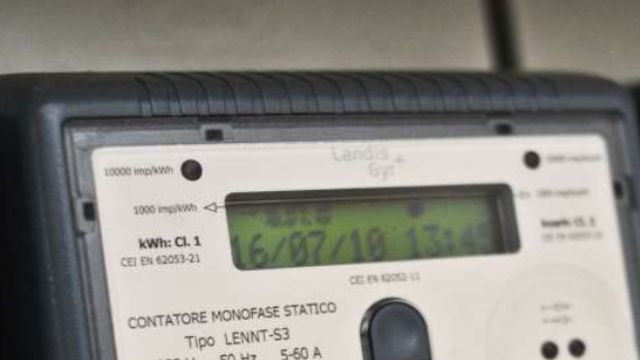 Landis
Gyr
10000 imp/kWh
1000 imp/kWh
16/07/10 13:45
kWh: Cl. 1
CEI EN 62053-21
CEI EN 62052-11
CONTATORE MONOFASE STATICO
Tipo LENNT-S3
50 Hz 5-60 A